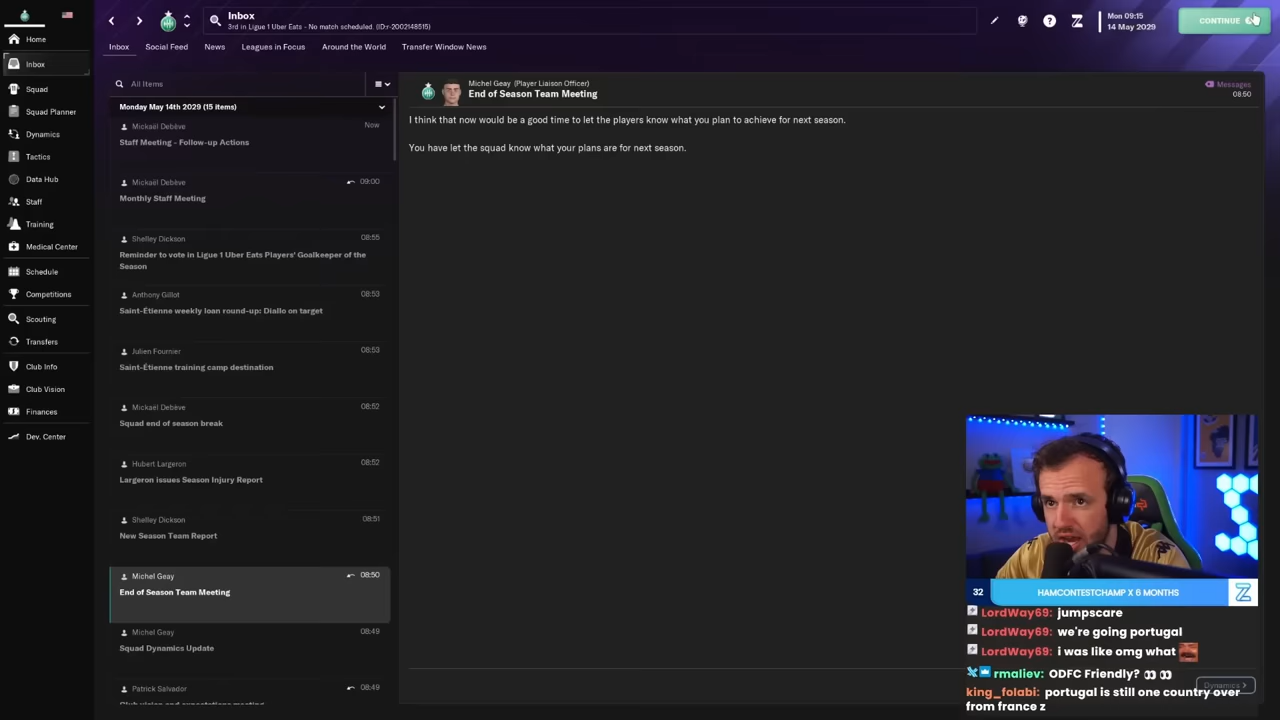 Inbox
3rd in Ligue 1 Uber Eats - No match scheduled. (ID:r-2002148515)
Mon 09:15
14 May 2029
CONTINUE
Home
Inbox
Squad
Squad Planner
Dynamics
Tactics
Data Hub
Staff
Training
Medical Center
Schedule
Competitions
Scouting
Transfers
Club Info
Club Vision
Finances
Dev. Center
Inbox Social Feed News Leagues in Focus Around the World Transfer Window News
All Items
Monday May 14th 2029 (15 items)
Mickaël Debève Now
Staff Meeting - Follow-up Actions
Mickaël Debève 09:00
Monthly Staff Meeting
Shelley Dickson 08:55
Reminder to vote in Ligue 1 Uber Eats Players' Goalkeeper of the
Season
Anthony Gillot 08:53
Saint-Étienne weekly loan round-up: Diallo on target
Julien Fournier 08:53
Saint-Étienne training camp destination
Mickaël Debève 08:52
Squad end of season break
Hubert Largeron 08:52
Largeron issues Season Injury Report
Shelley Dickson 08:51
New Season Team Report
Michel Geay 08:50
End of Season Team Meeting
Michel Geay 08:49
Squad Dynamics Update
Patrick Salvador 08:49
Club vision and expectations meeting
Michel Geay (Player Liaison Officer)
End of Season Team Meeting
Messages
08:50
I think that now would be a good time to let the players know what you plan to achieve for next season.
You have let the squad know what your plans are for next season.
32 HAMCONTESTCHAMP X 6 MONTHS
LordWay69: jumpscare
LordWay69: we're going portugal
LordWay69: i was like omg what
rmaliev: ODFC Friendly?
king_folabi: portugal is still one country over
from france z
Dynamics >